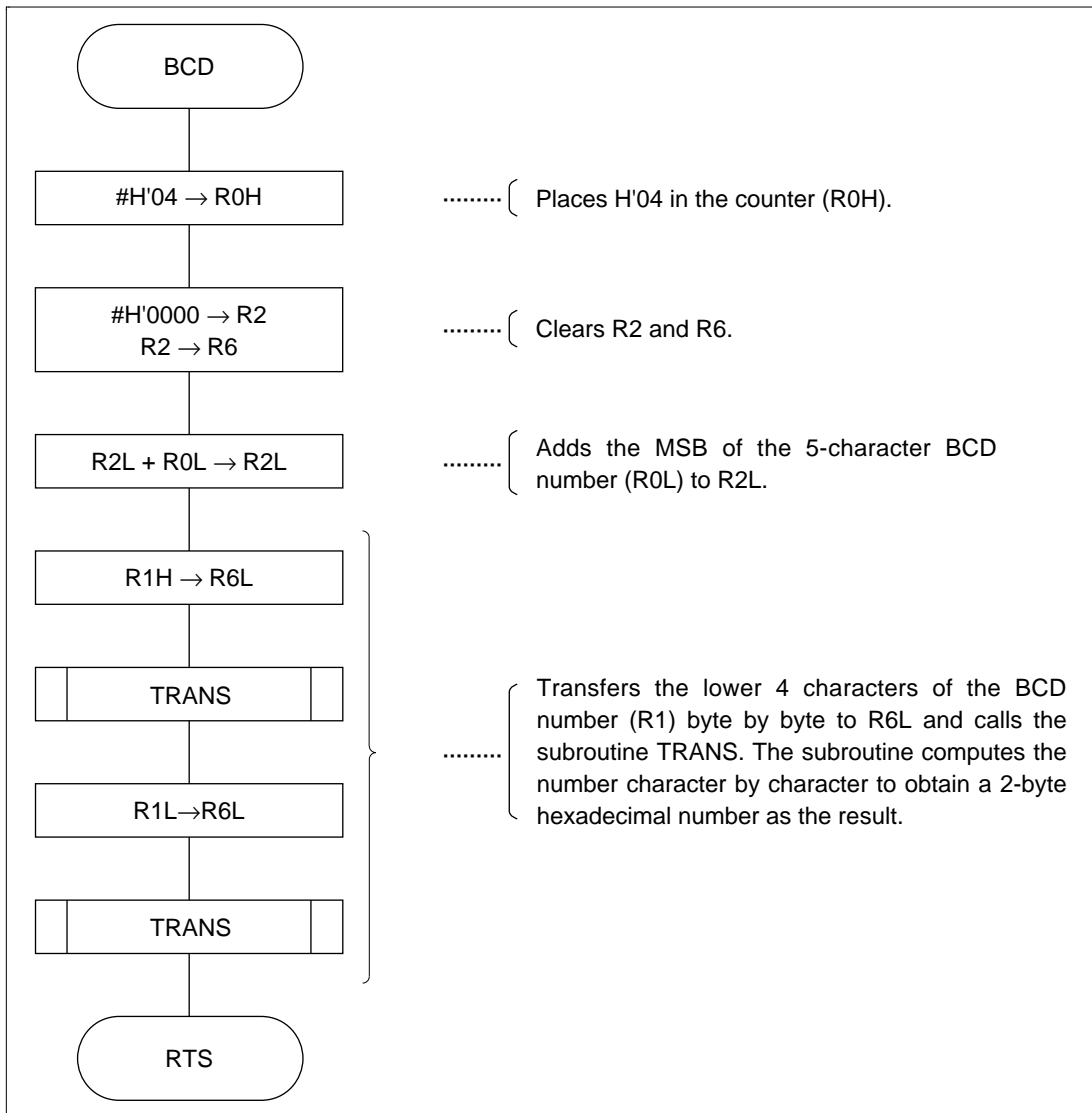 BCD
#H'04 → R0H
......... Places H'04 in the counter (R0H).
#H'0000 → R2
R2 → R6
......... Clears R2 and R6.
R2L + R0L → R2L
......... Adds the MSB of the 5-character BCD
number (R0L) to R2L.
R1H → R6L
TRANS
R1L→R6L
TRANS
......... Transfers the lower 4 characters of the BCD
number (R1) byte by byte to R6L and calls the
subroutine TRANS. The subroutine computes the
number character by character to obtain a 2-byte
hexadecimal number as the result.
RTS